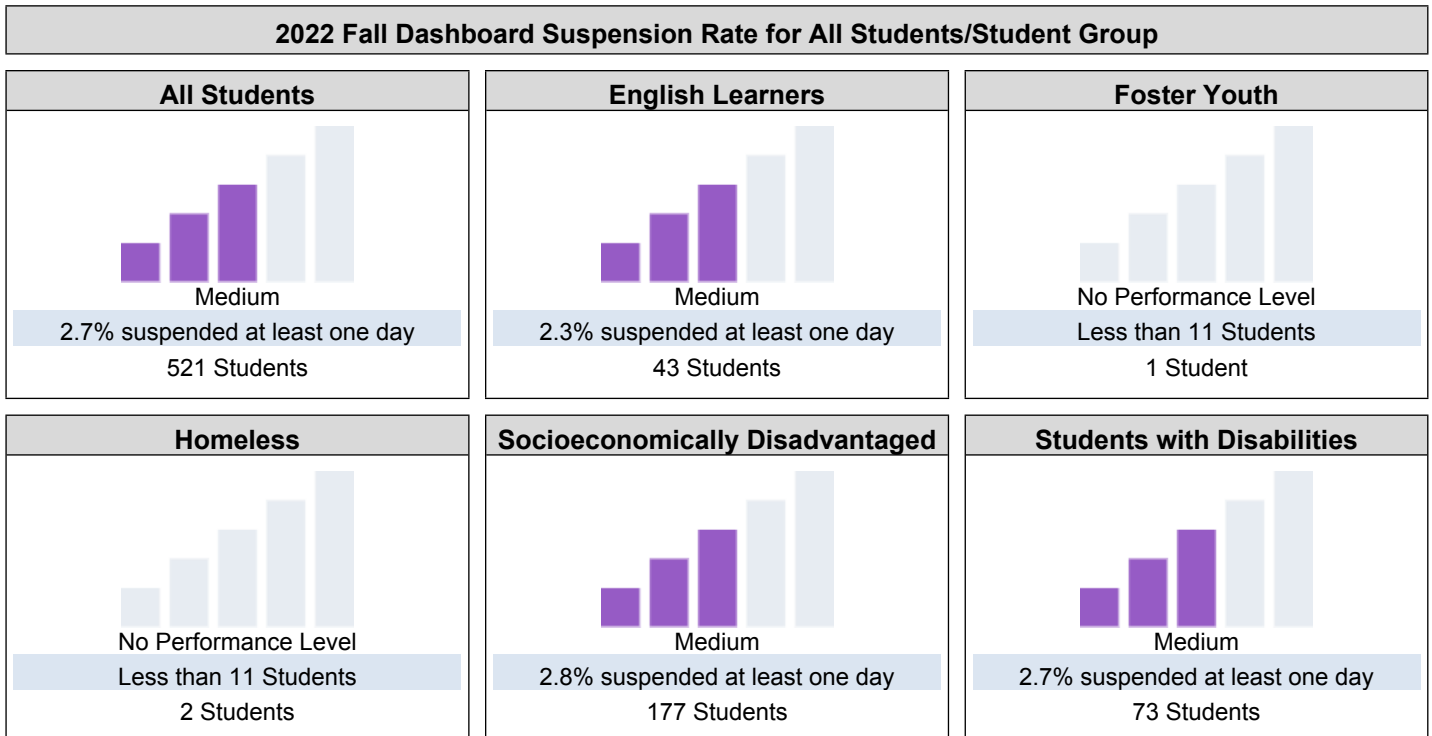 2022 Fall Dashboard Suspension Rate for All Students/Student Group
All Students
Medium
2.7% suspended at least one day
521 Students
English Learners
Medium
2.3% suspended at least one day
43 Students
Foster Youth
No Performance Level
Less than 11 Students
1 Student
Homeless
No Performance Level
Less than 11 Students
2 Students
Socioeconomically Disadvantaged
Medium
2.8% suspended at least one day
177 Students
Students with Disabilities
Medium
2.7% suspended at least one day
73 Students